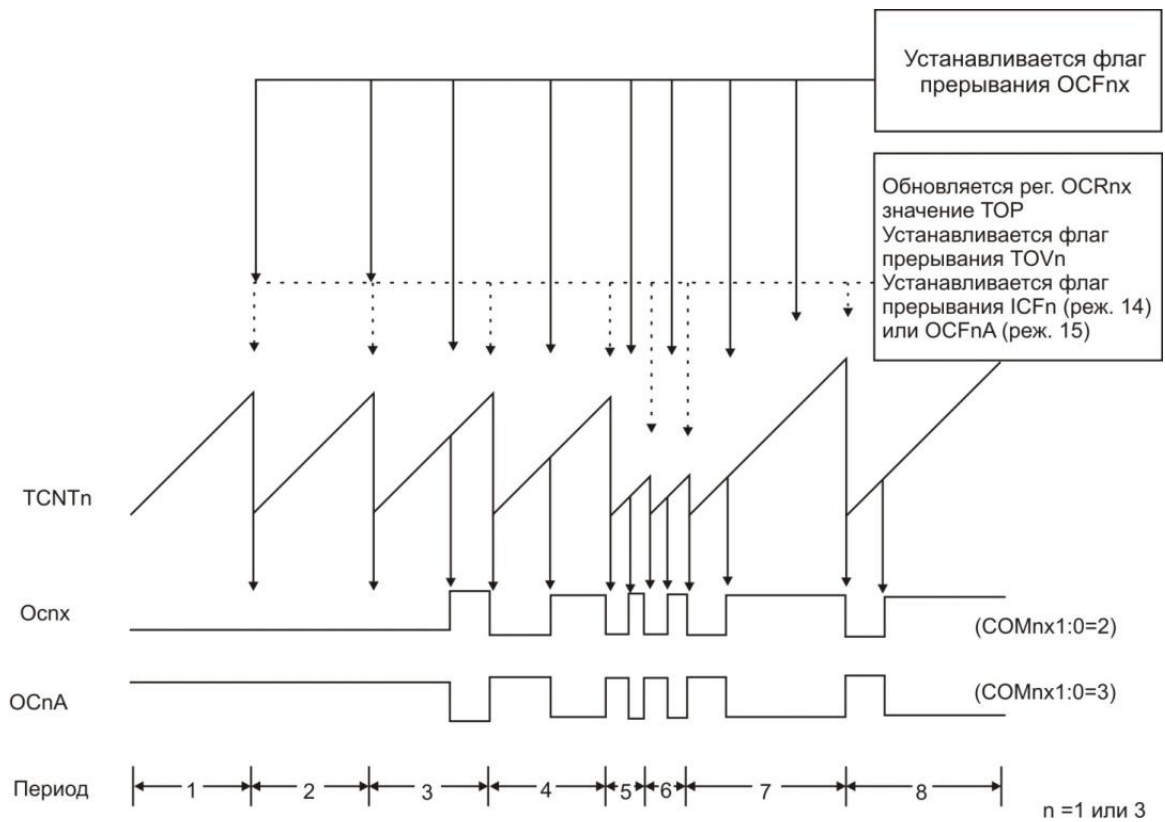 Устанавливается флаг
прерывания OCFnx
Обновляется рег. OCRnx
значение TOP
Устанавливается флаг
прерывания TOVn
Устанавливается флаг
прерывания ICFn (реж. 14)
или OCFnA (реж. 15)
TCNTn
Ocnx
(COMnx1:0=2)
OCnA
(COMnx1:0=3)
Период 1 2 3 4 5 6 7 8
n =1 или 3